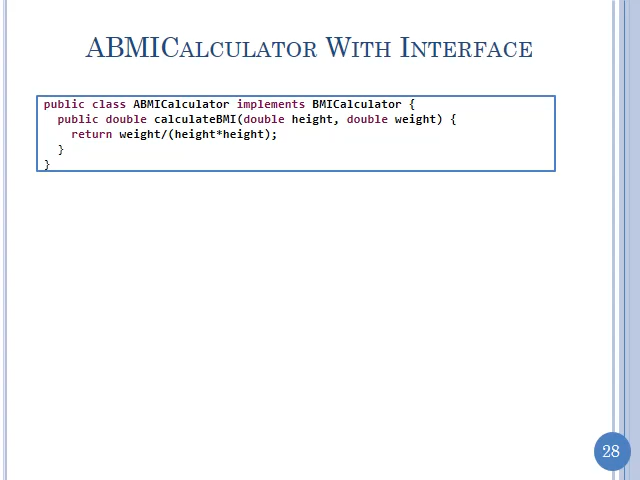 ABMICalculator With Interface
public class ABMICalculator implements BMICalculator {
  public double calculateBMI(double height, double weight) {
    return weight/(height*height);
  }
}
28